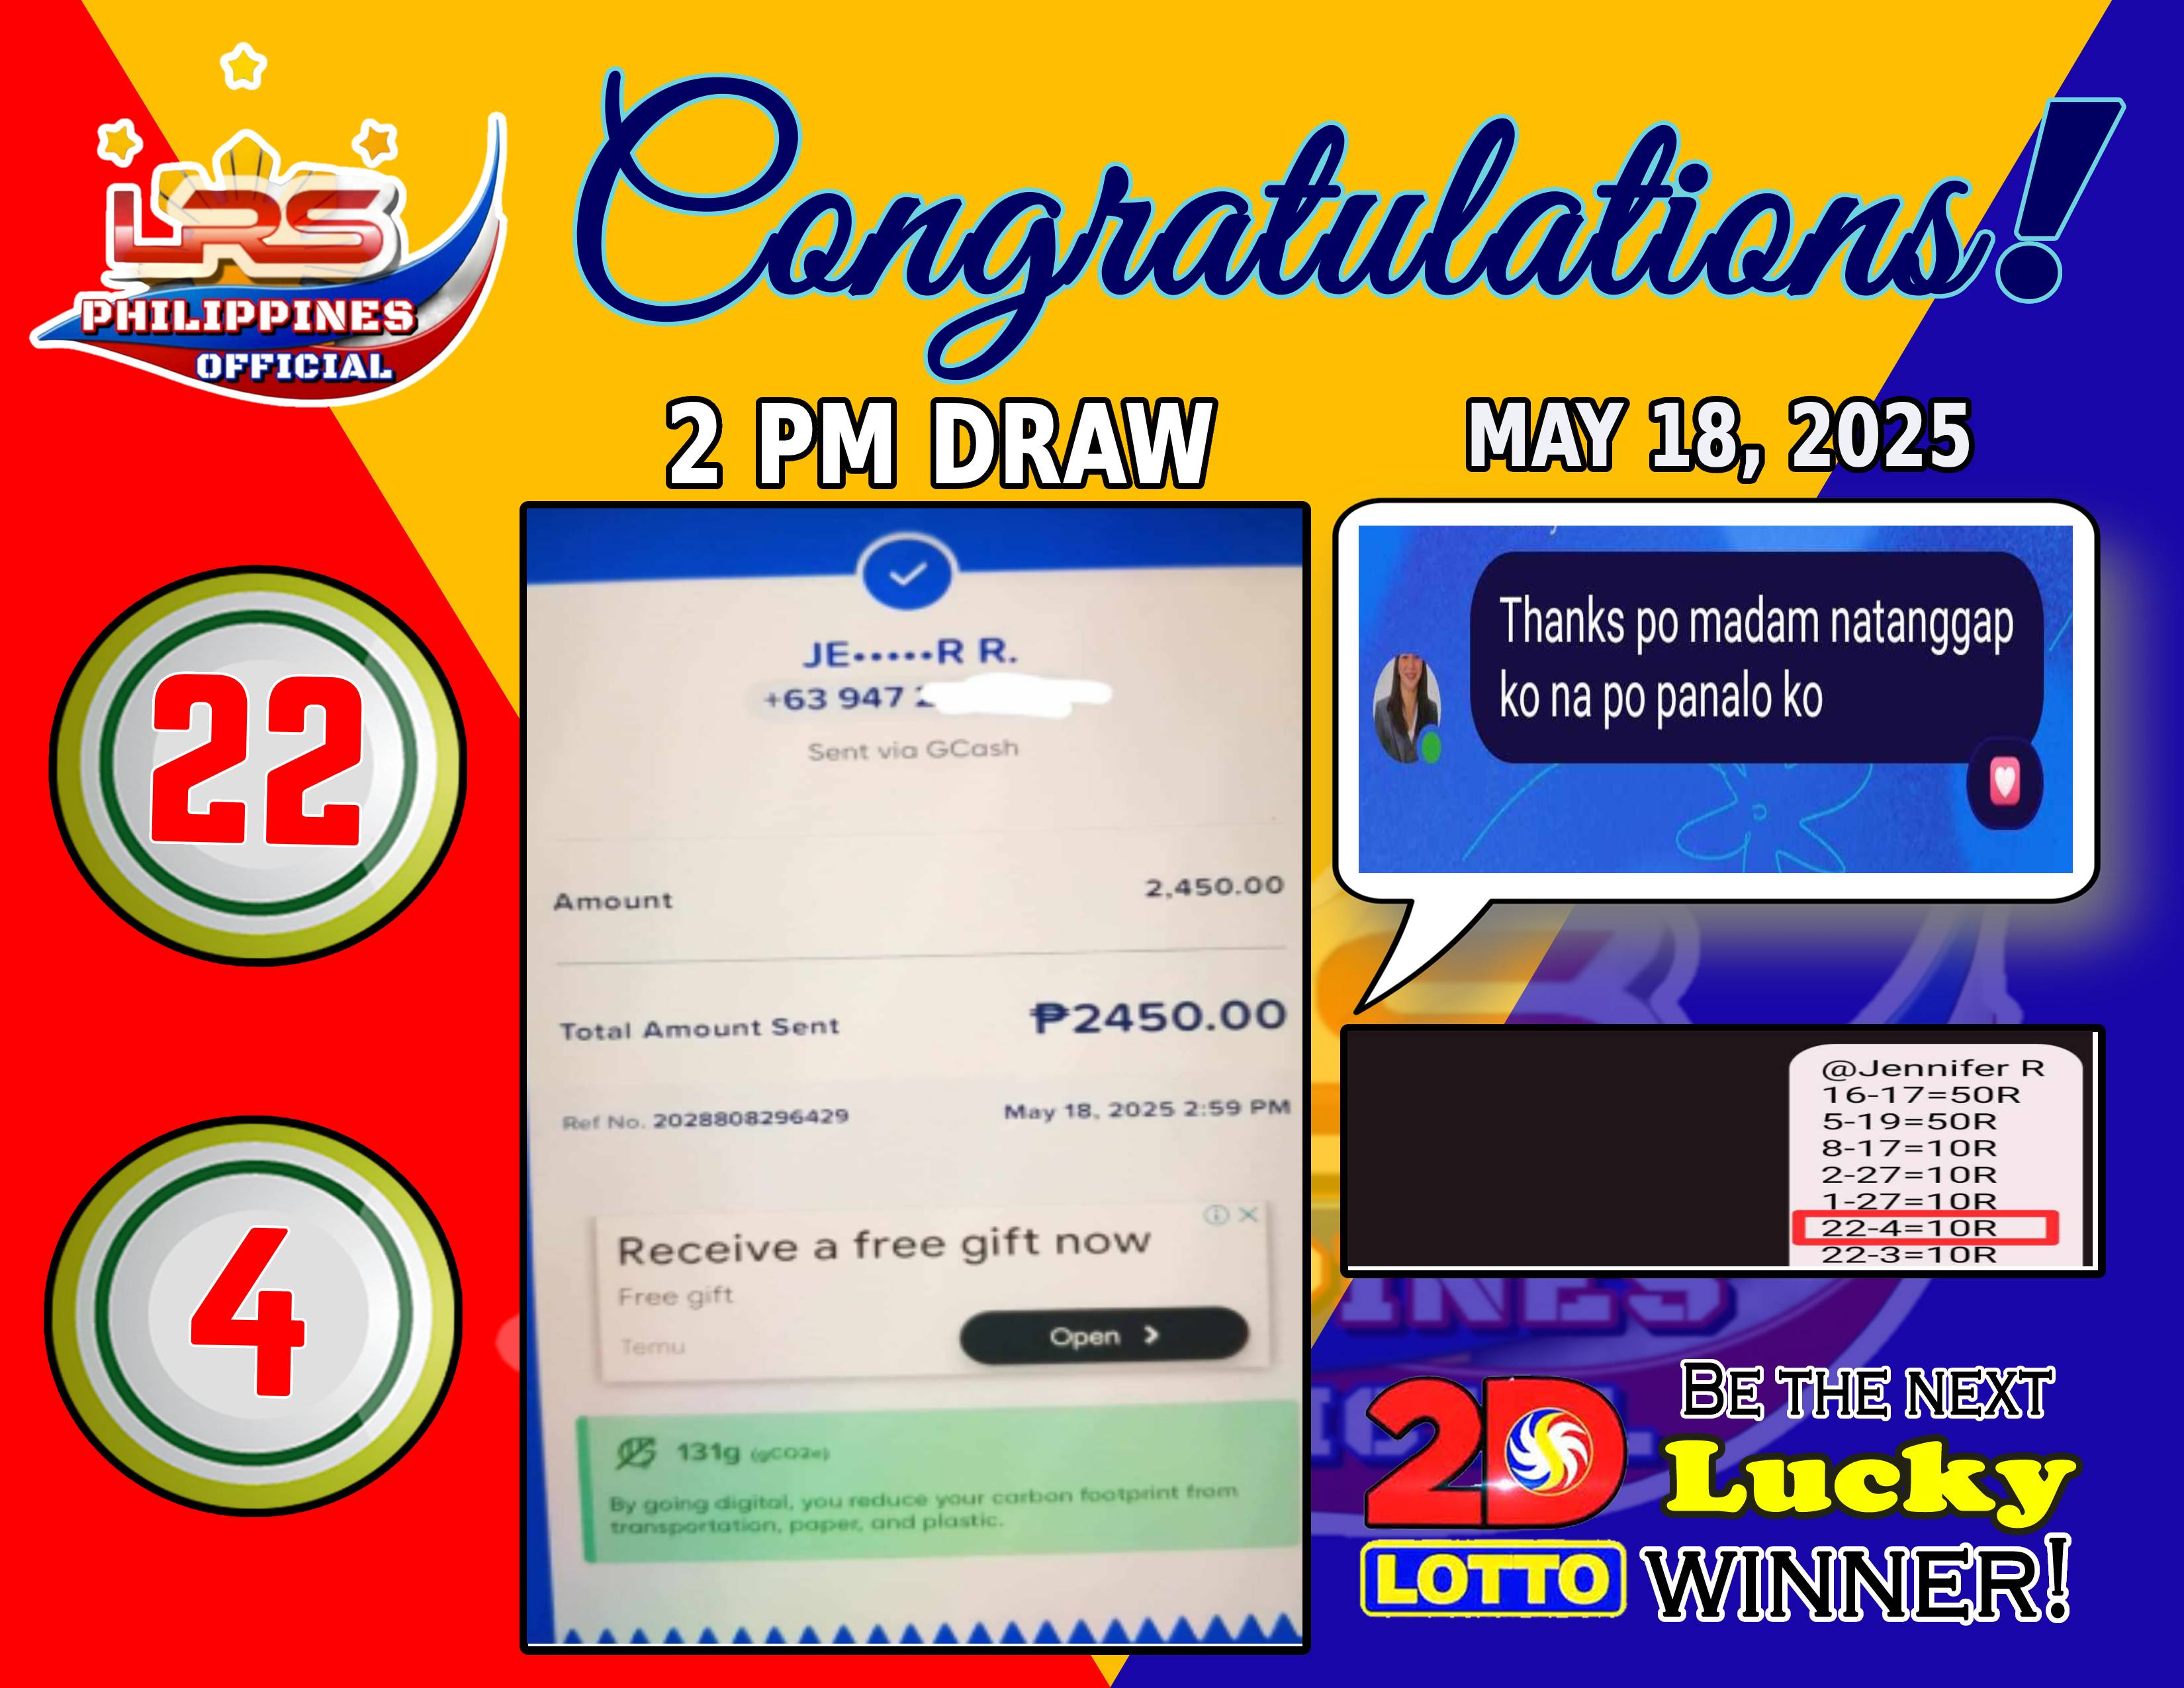 LRS
PHILIPPINES
OFFICIAL
Congratulations!
2 PM DRAW
MAY 18, 2025
22
4
JE•••••R R.
+63 947
Sent via GCash
Amount 2,450.00
Total Amount Sent ₱2450.00
Ref No. 2028808296429 May 18, 2025 2:59 PM
Receive a free gift now
Free gift
Temu
Open
131g (gCO2e)
By going digital, you reduce your carbon footprint from
transportation, paper, and plastic.
Thanks po madam natanggap
ko na po panalo ko
@Jennifer R
16-17=50R
5-19=50R
8-17=10R
2-27=10R
1-27=10R
22-4=10R
22-3=10R
2D
LOTTO
BE THE NEXT
Lucky
WINNER!